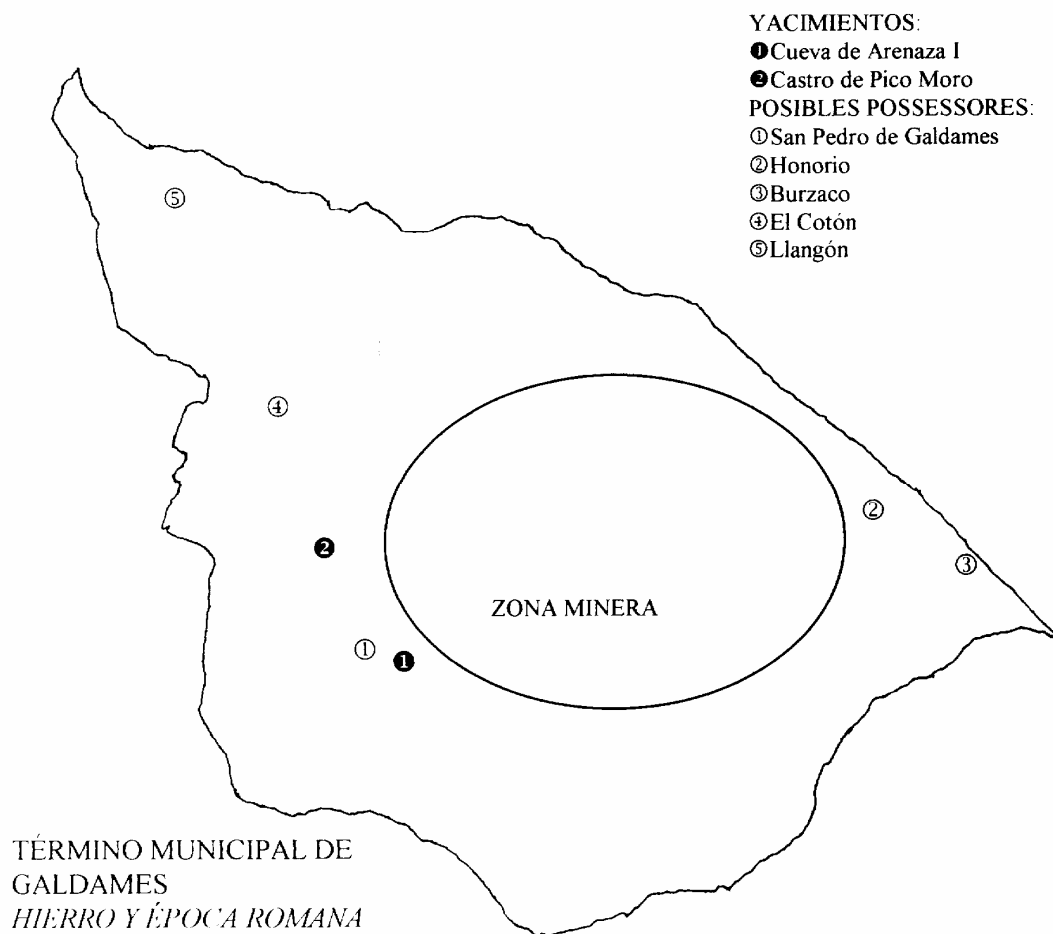 YACIMIENTOS:
❶Cueva de Arenaza I
❷Castro de Pico Moro
POSIBLES POSSESSORES:
①San Pedro de Galdames
②Honorio
③Burzaco
④El Cotón
⑤Llangón
⑤
④
②
❷
③
ZONA MINERA
①
❶
TÉRMINO MUNICIPAL DE
GALDAMES
HIERRO Y ÉPOCA ROMANA